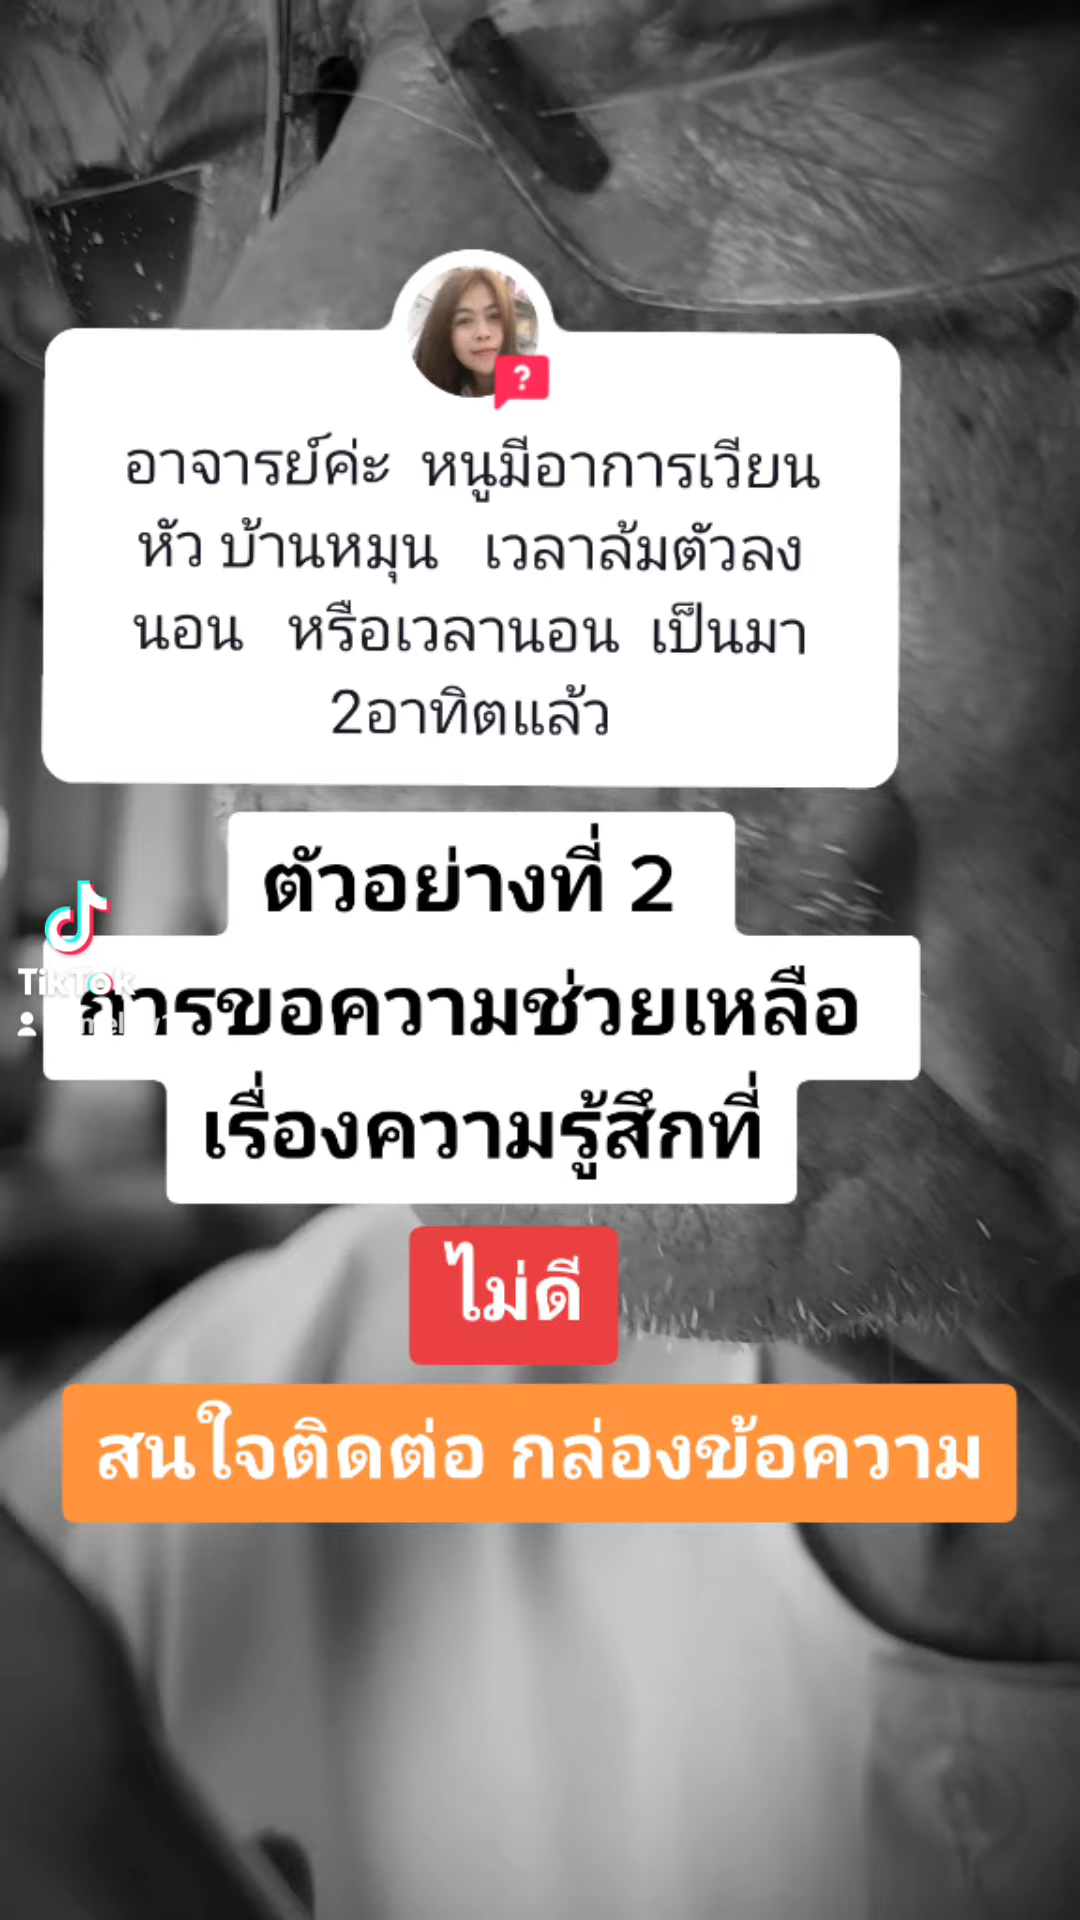 ?
อาจารย์ค่ะ หนูมีอาการเวียน
หัว บ้านหมุน เวลาล้มตัวลง
นอน หรือเวลานอน เป็นมา
2อาทิตแล้ว
ตัวอย่างที่ 2
TikTok
การขอความช่วยเหลือ
เรื่องความรู้สึกที่
ไม่ดี
สนใจติดต่อ กล่องข้อความ